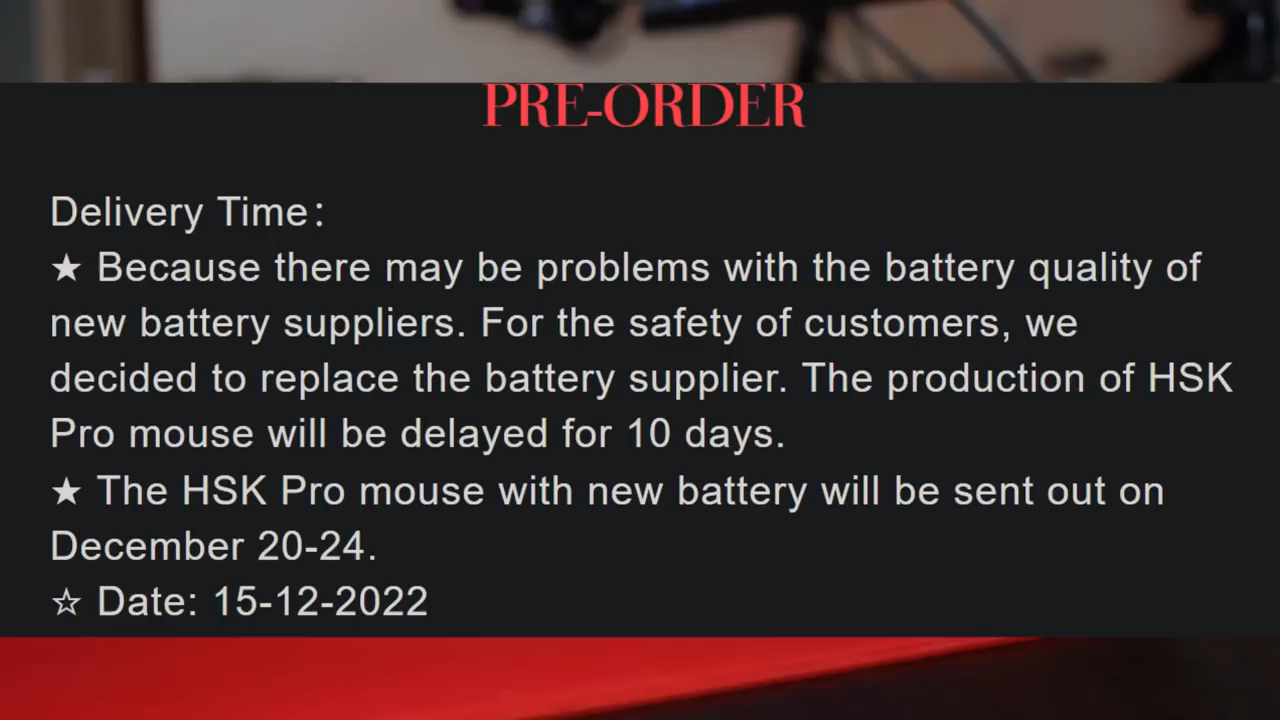 PRE-ORDER
Delivery Time:
★ Because there may be problems with the battery quality of
new battery suppliers. For the safety of customers, we
decided to replace the battery supplier. The production of HSK
Pro mouse will be delayed for 10 days.
★ The HSK Pro mouse with new battery will be sent out on
December 20-24.
☆ Date: 15-12-2022